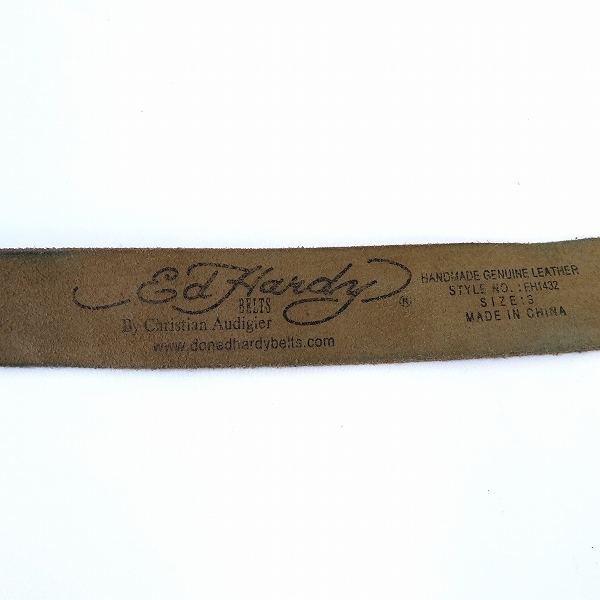 Ed Hardy ®
BELTS
By Christian Audigier
www.donedhardybelts.com
HANDMADE GENUINE LEATHER
STYLE NO. : EH1432
SIZE : S
MADE IN CHINA